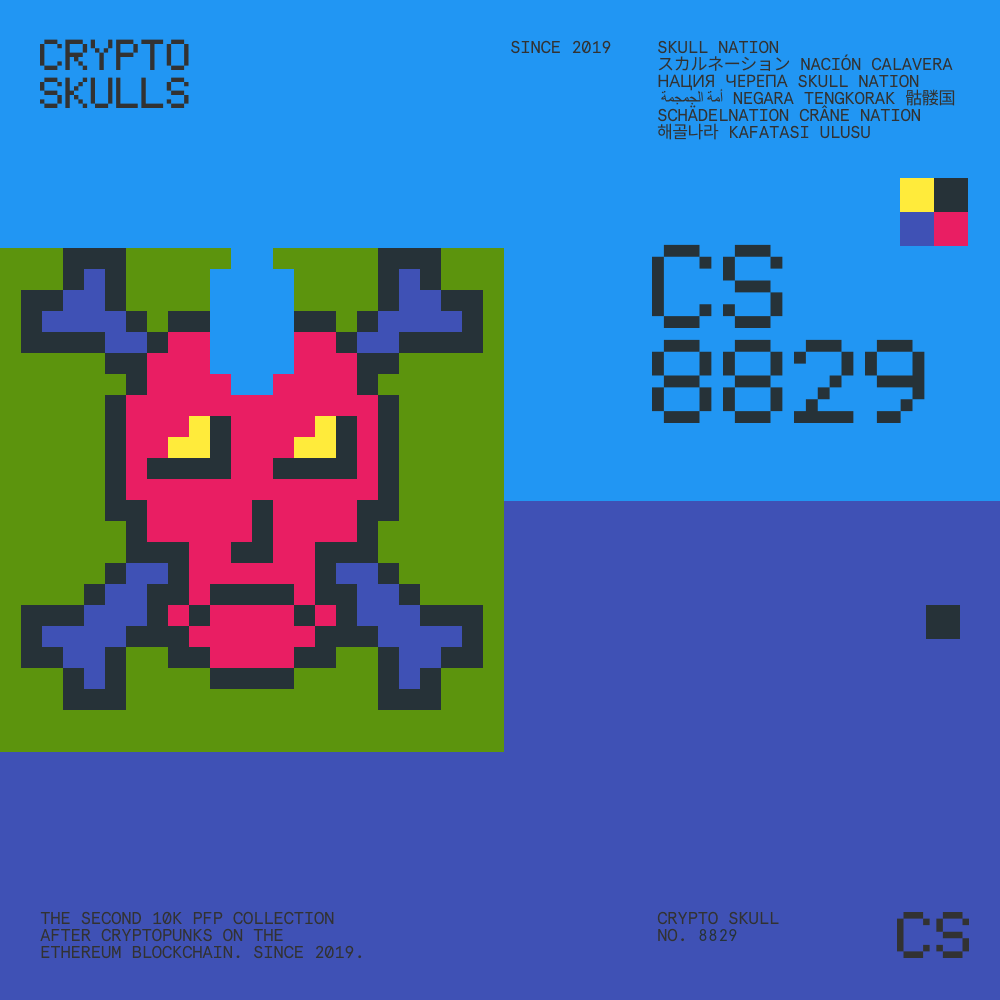 CRYPTO
SKULLS
SINCE 2019
SKULL NATION
スカルネーション NACIÓN CALAVERA
НАЦИЯ ЧЕРЕПА SKULL NATION
أمة الجمجمة NEGARA TENGKORAK 骷髅国
SCHÄDELNATION CRÂNE NATION
해골나라 KAFATASI ULUSU
CS
8829
THE SECOND 10K PFP COLLECTION
AFTER CRYPTOPUNKS ON THE
ETHEREUM BLOCKCHAIN. SINCE 2019.
CRYPTO SKULL
NO. 8829
CS